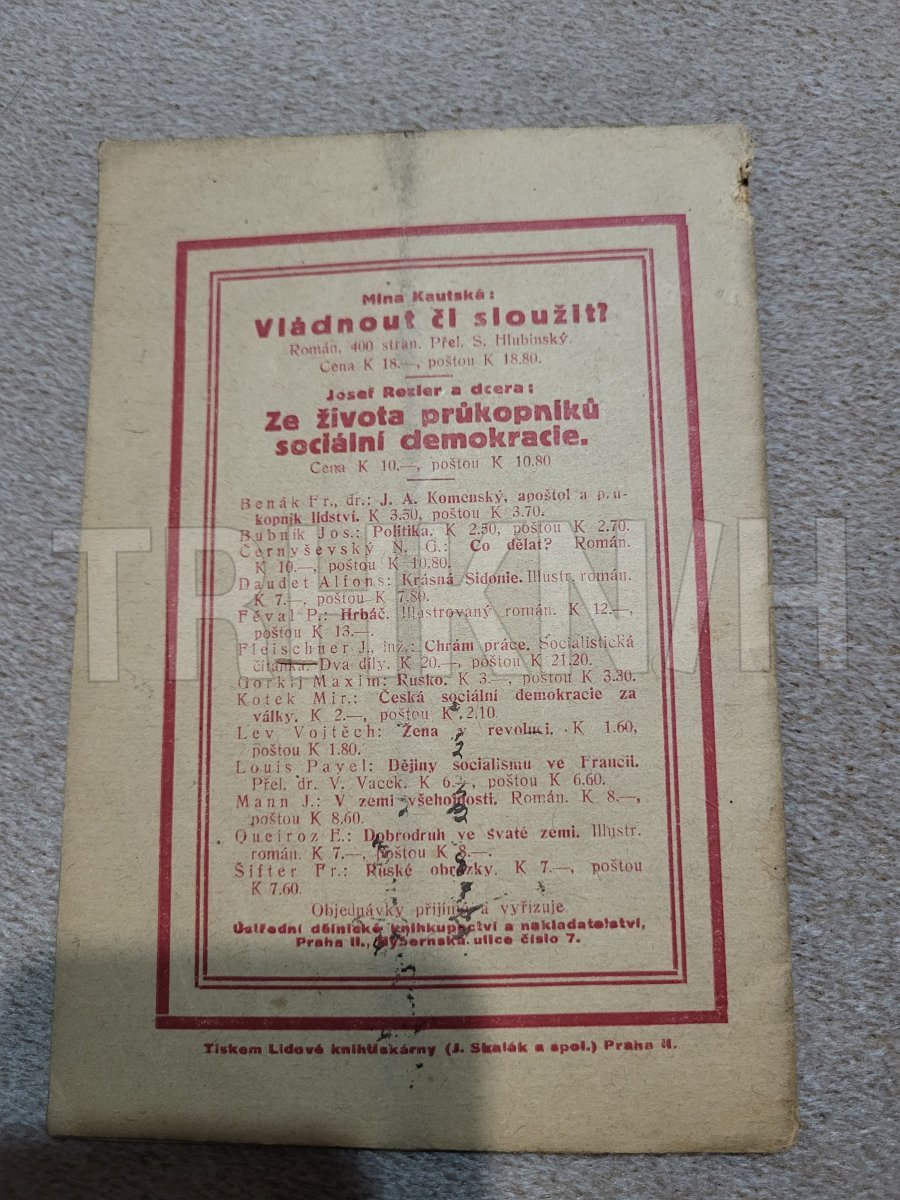 Mina Kautská:
Vládnout či sloužit?
Román. 400 stran. Přel. S. Hlubinský.
Cena K 18.—, poštou K 18.80.
Josef Rezler a dcera:
Ze života průkopníků
sociální demokracie.
Cena K 10.—, poštou K 10.80
Benák Fr., dr.: J. A. Komenský, apoštol a prů-
kopník lidství. K 3.50, poštou K 3.70.
Bubník Jos.: Politika. K 2.50, poštou K 2.70.
Černyševský N. G.: Co dělat? Román.
K 10.—, poštou K 10.80.
Daudet Alfons: Krásná Sidonie. Illustr. román.
K 7.—, poštou K 7.80.
Féval P.: Hrbáč. Illustrovaný román. K 12.—,
poštou K 13.—.
Fleischner J., inž.: Chrám práce. Socialistická
čítanka. Dva díly. K 20.—, poštou K 21.20.
Gorkij Maxim: Rusko. K 3.—, poštou K 3.30.
Kotek Mir.: Česká sociální demokracie za
války. K 2.—, poštou K 2.10
Lev Vojtěch: Žena v revoluci. K 1.60,
poštou K 1.80.
Louis Pavel: Dějiny socialismu ve Francii.
Přel. dr. V. Vacek. K 6.—, poštou K 6.60.
Mann J.: V zemi všehojnosti. Román. K 8.—,
poštou K 8.60.
Queiroz E.: Dobrodruh ve svaté zemi. Illustr.
román. K 7.—, poštou K 8.—.
Šifter Fr.: Ruské obrázky. K 7.—, poštou
K 7.60.
Objednávky přijímá a vyřizuje
Ústřední dělnické knihkupectví a nakladatelství,
Praha II., Hybernská ulice číslo 7.
Tiskem Lidové knihtiskárny (J. Skalák a spol.) Praha II.